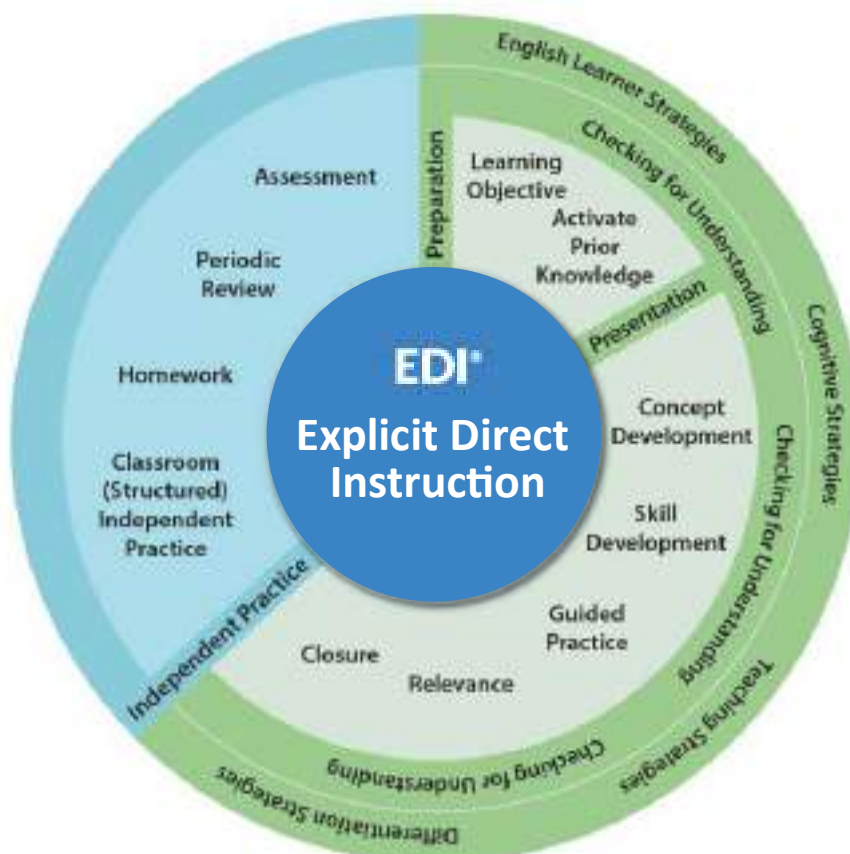 English Learner Strategies
Checking for Understanding
Preparation
Learning
Objective
Activate
Prior
Knowledge
Presentation
Cognitive Strategies
Concept
Development
Checking for Understanding
Skill
Development
Guided
Practice
Teaching Strategies
Relevance
Closure
Checking for Understanding
Differentiation Strategies
Independent Practice
Classroom
(Structured)
Independent
Practice
Homework
Periodic
Review
Assessment
EDI
Explicit Direct
Instruction